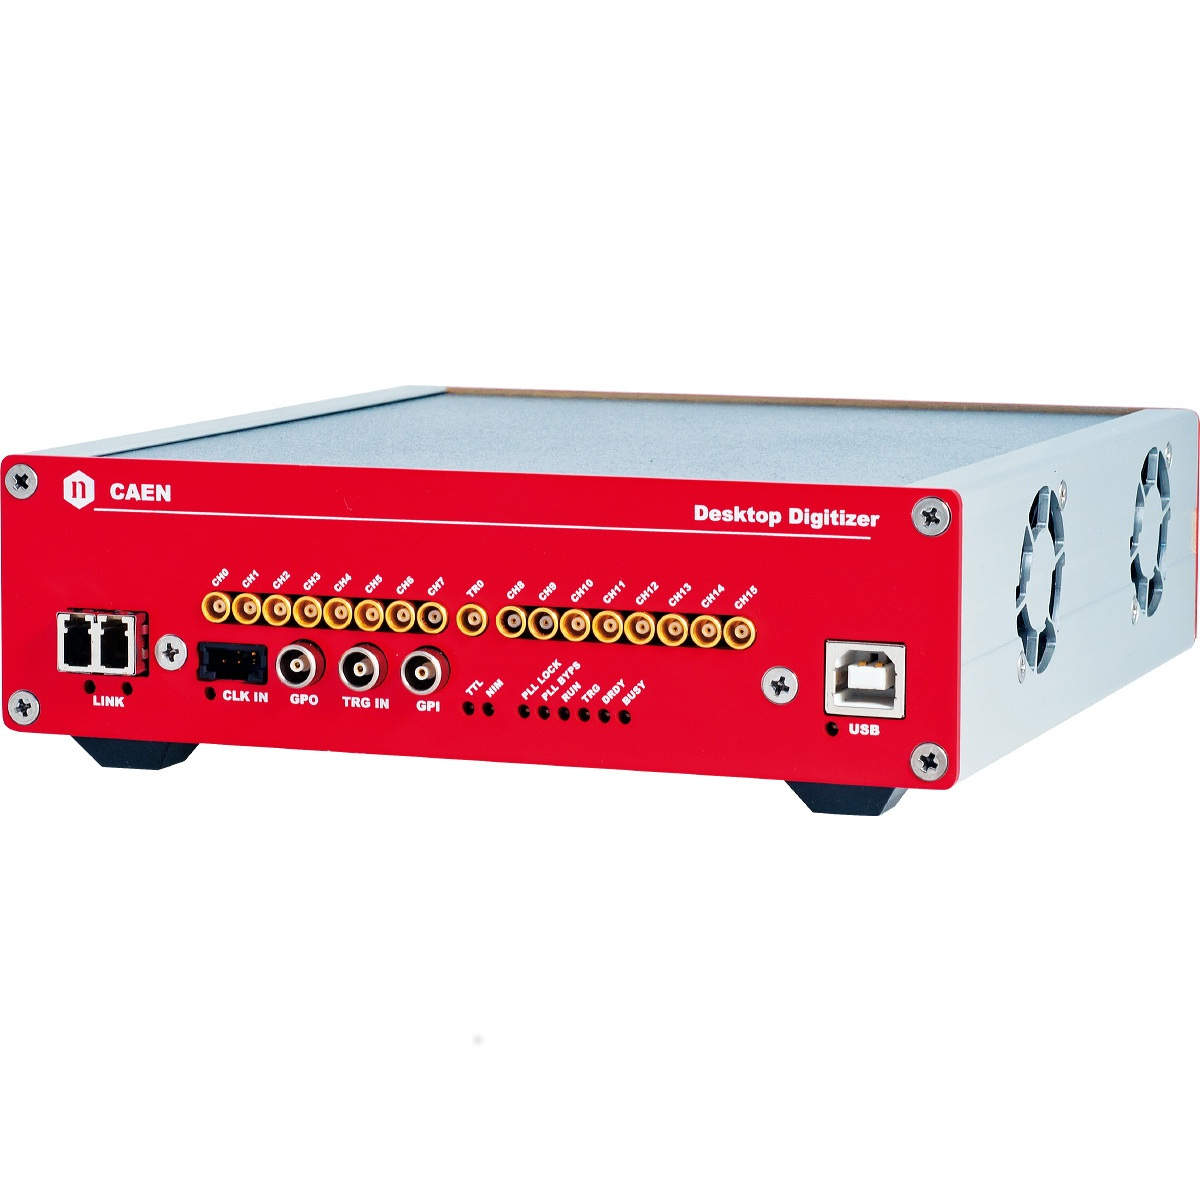 n CAEN
Desktop Digitizer
CH0 CH1 CH2 CH3 CH4 CH5 CH6 CH7 TR0 CH8 CH9 CH10 CH11 CH12 CH13 CH14 CH15
LINK
CLK IN
GPO
TRG IN
GPI
TTL NIM
PLL LOCK PLL BYPS RUN TRG DRDY BUSY
USB